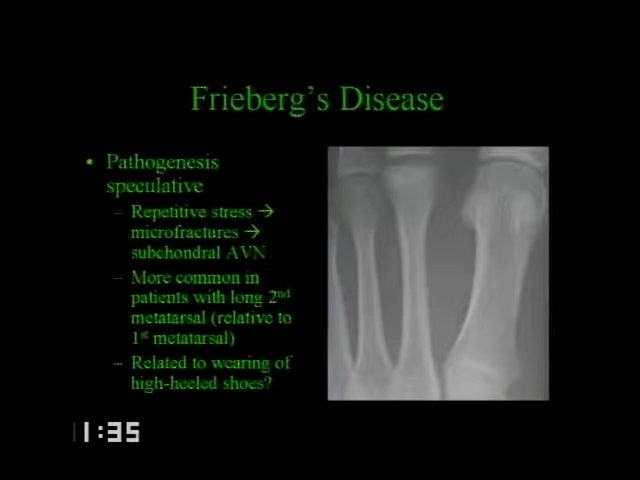 Frieberg's Disease
• Pathogenesis
speculative
– Repetitive stress →
microfractures →
subchondral AVN
– More common in
patients with long 2nd
metatarsal (relative to
1st metatarsal)
– Related to wearing of
high-heeled shoes?
1:35